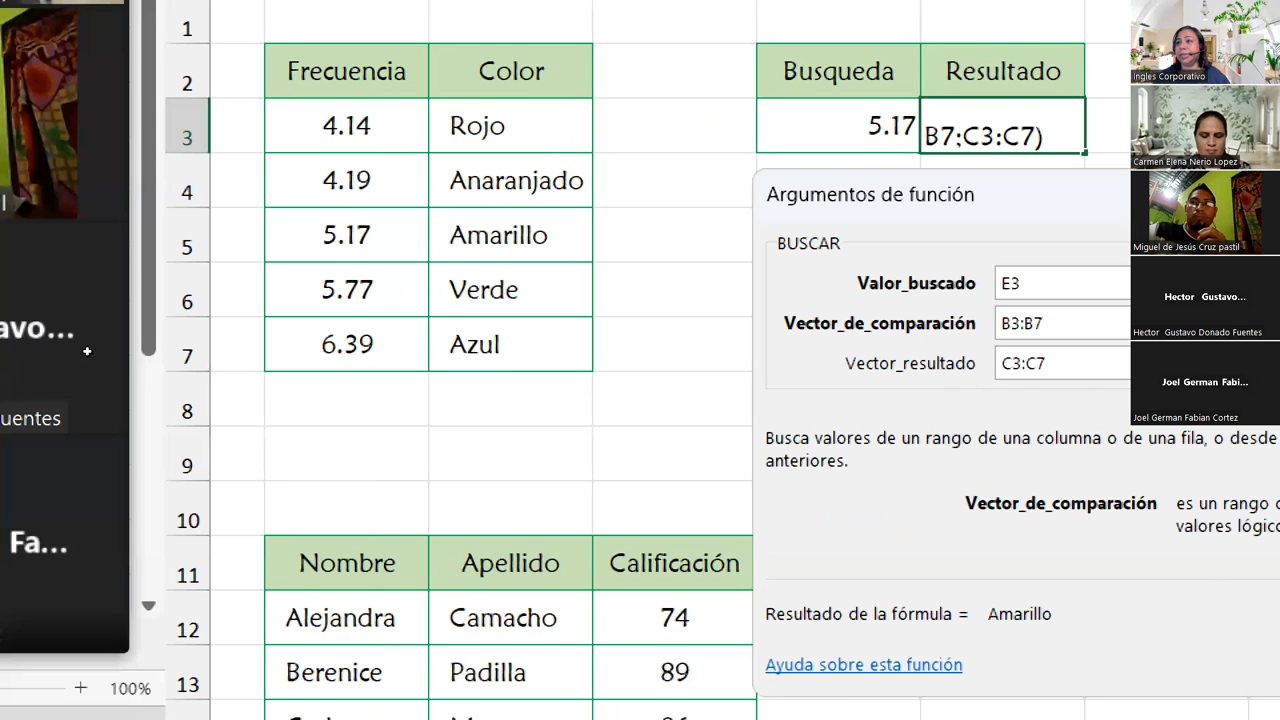 1
2
3
4
5
6
7
8
9
10
11
12
13
Frecuencia Color
4.14 Rojo
4.19 Anaranjado
5.17 Amarillo
5.77 Verde
6.39 Azul
Busqueda Resultado
5.17 B7;C3:C7)
Argumentos de función
BUSCAR
Valor_buscado E3
Vector_de_comparación B3:B7
Vector_resultado C3:C7
Busca valores de un rango de una columna o de una fila, o desde
anteriores.
Vector_de_comparación es un rango
valores lógic
Resultado de la fórmula = Amarillo
Ayuda sobre esta función
Nombre Apellido Calificación
Alejandra Camacho 74
Berenice Padilla 89
avo...
uentes
Fa...
100%
Ingles Corporativo
Carmen Elena Nerio Lopez
Miguel de Jesús Cruz pastil
Hector Gustavo...
Hector Gustavo Donado Fuentes
Joel German Fabi...
Joel German Fabian Cortez